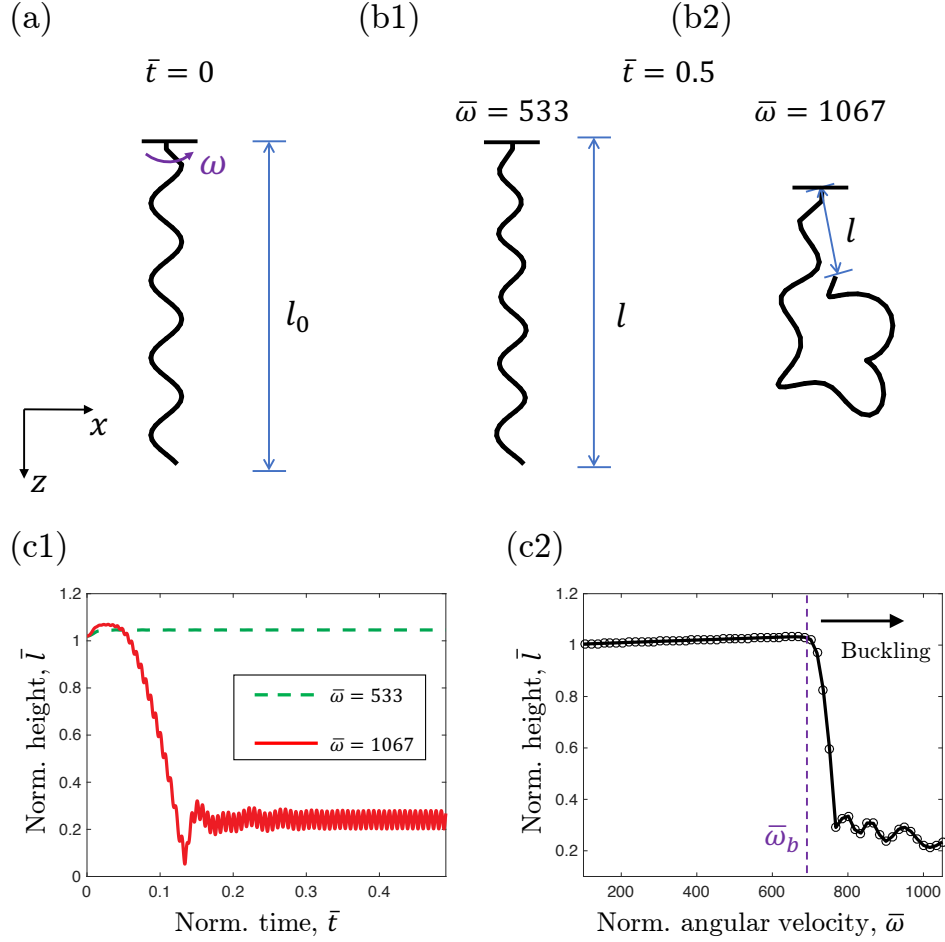 (a)
(b1)
(b2)
t̄ = 0
t̄ = 0.5
ω̄ = 533
ω̄ = 1067
ω
l₀
l
l
x
z
(c1)
(c2)
1.2
1
0.8
0.6
0.4
0.2
0
0
0.1
0.2
0.3
0.4
Norm. height, l̄
Norm. time, t̄
ω̄ = 533
ω̄ = 1067
1.2
1
0.8
0.6
0.4
0.2
200
400
600
800
1000
Norm. height, l̄
Norm. angular velocity, ω̄
Buckling
ω̄_b